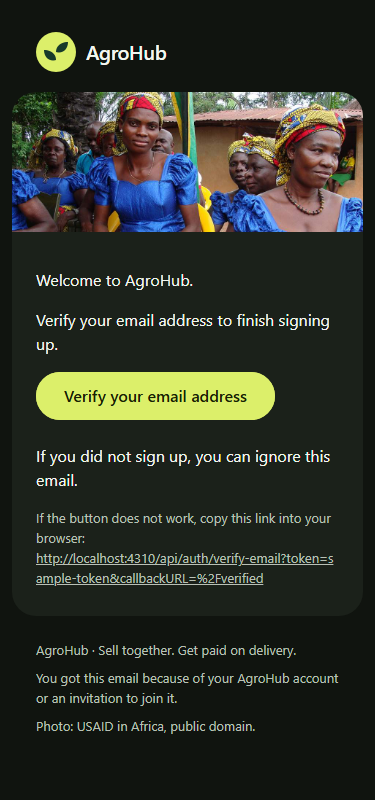 AgroHub
Welcome to AgroHub.
Verify your email address to finish signing
up.
Verify your email address
If you did not sign up, you can ignore this
email.
If the button does not work, copy this link into your
browser:
http://localhost:4310/api/auth/verify-email?token=s
ample-token&callbackURL=%2Fverified
AgroHub · Sell together. Get paid on delivery.
You got this email because of your AgroHub account
or an invitation to join it.
Photo: USAID in Africa, public domain.